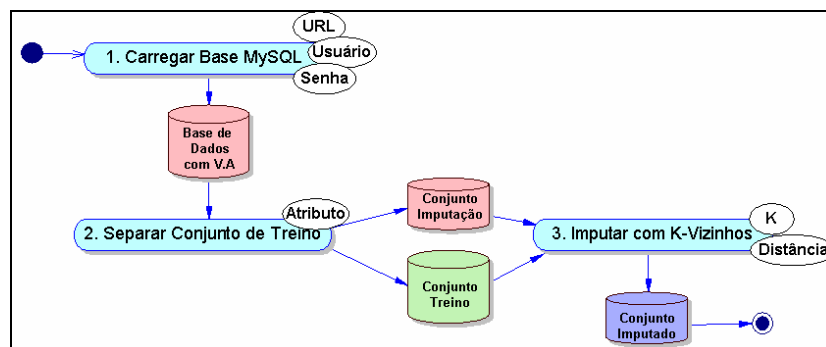 URL
1. Carregar Base MySQL
Usuário
Senha
Base de
Dados
com V.A
Atributo
2. Separar Conjunto de Treino
Conjunto
Imputação
Conjunto
Treino
K
3. Imputar com K-Vizinhos
Distância
Conjunto
Imputado